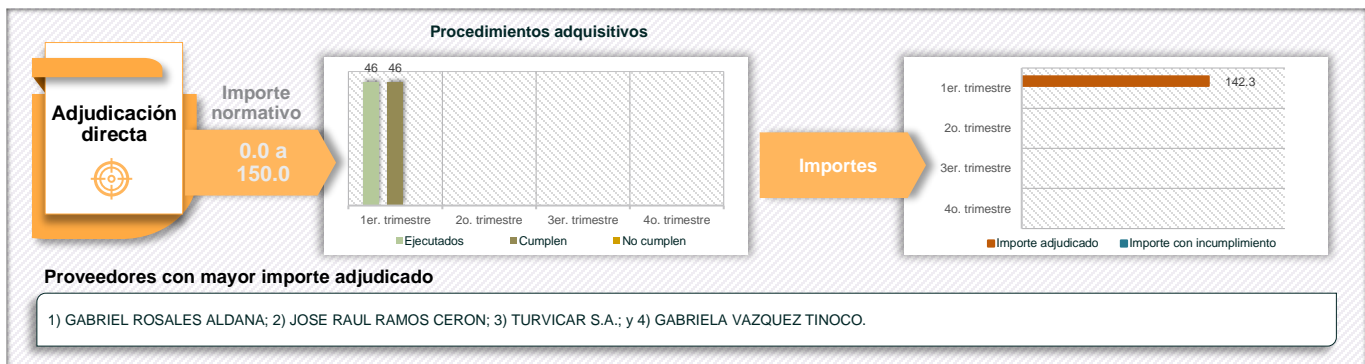 Procedimientos adquisitivos
Adjudicación
directa
Importe
normativo
0.0 a
150.0
46 46
1er. trimestre 2o. trimestre 3er. trimestre 4o. trimestre
Ejecutados Cumplen No cumplen
Importes
1er. trimestre 142.3
2o. trimestre
3er. trimestre
4o. trimestre
Importe adjudicado Importe con incumplimiento
Proveedores con mayor importe adjudicado
1) GABRIEL ROSALES ALDANA; 2) JOSE RAUL RAMOS CERON; 3) TURVICAR S.A.; y 4) GABRIELA VAZQUEZ TINOCO.